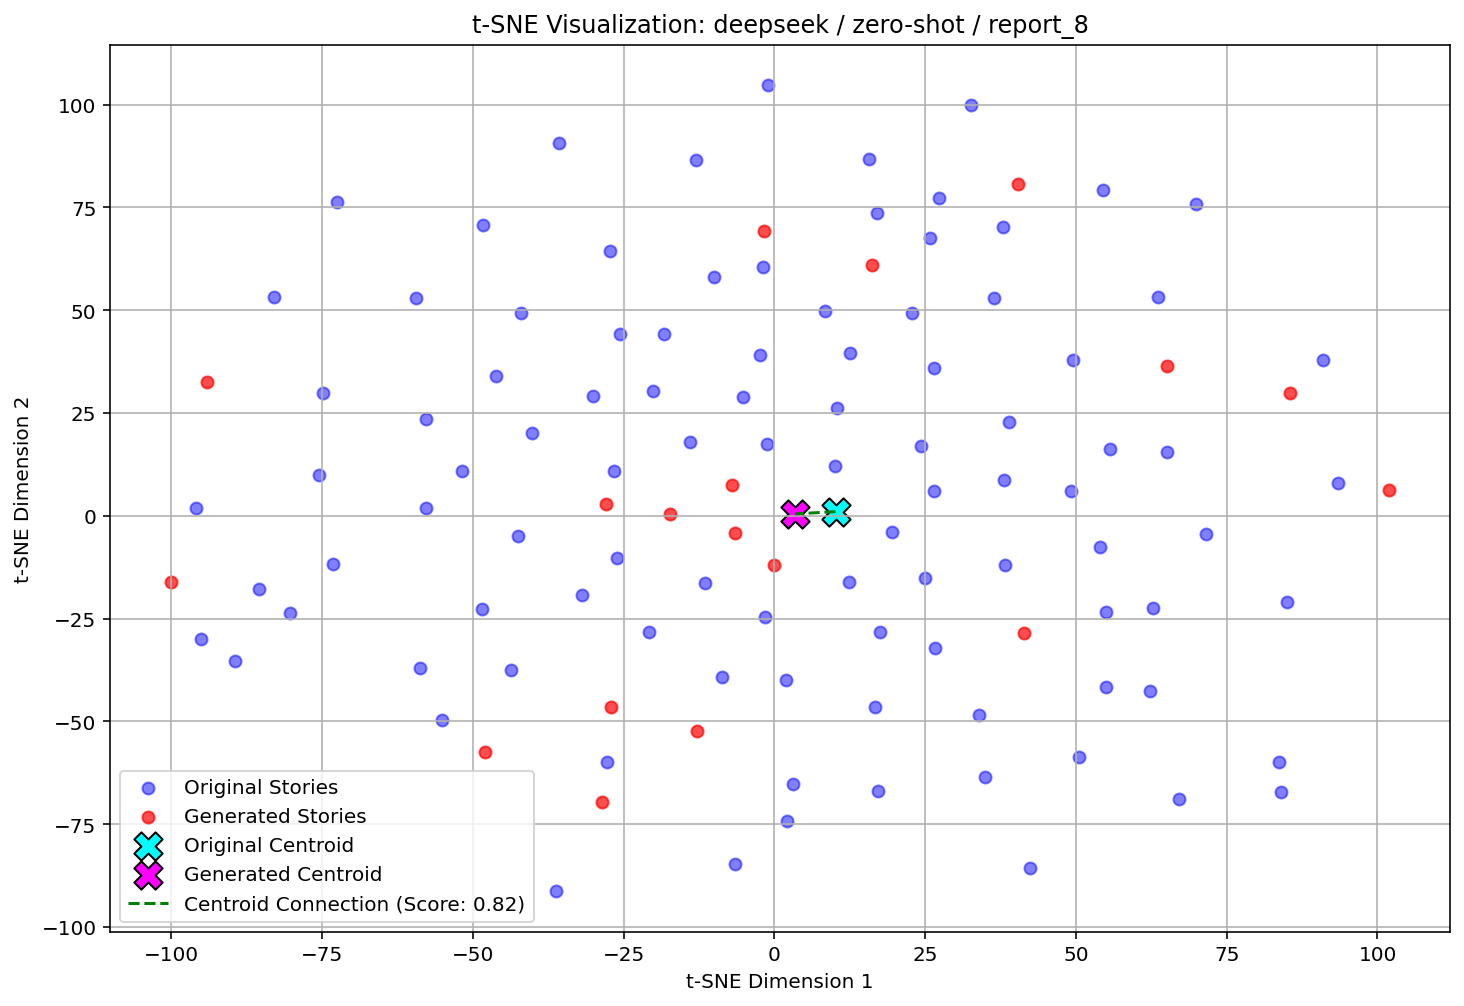 t-SNE Visualization: deepseek / zero-shot / report_8
t-SNE Dimension 2
100
75
50
25
0
−25
−50
−75
−100
Original Stories
Generated Stories
Original Centroid
Generated Centroid
Centroid Connection (Score: 0.82)
−100 −75 −50 −25 0 25 50 75 100
t-SNE Dimension 1